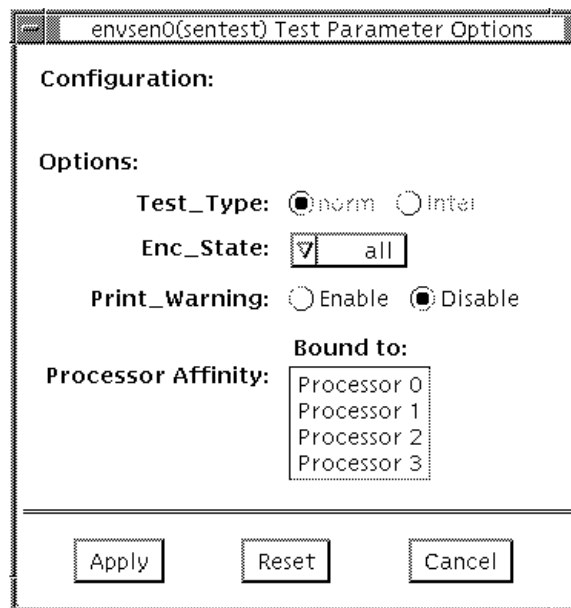 envsen0(sentest) Test Parameter Options
Configuration:
Options:
Test_Type: norm inter
Enc_State: all
Print_Warning: Enable Disable
Bound to:
Processor Affinity:
Processor 0
Processor 1
Processor 2
Processor 3
Apply Reset Cancel